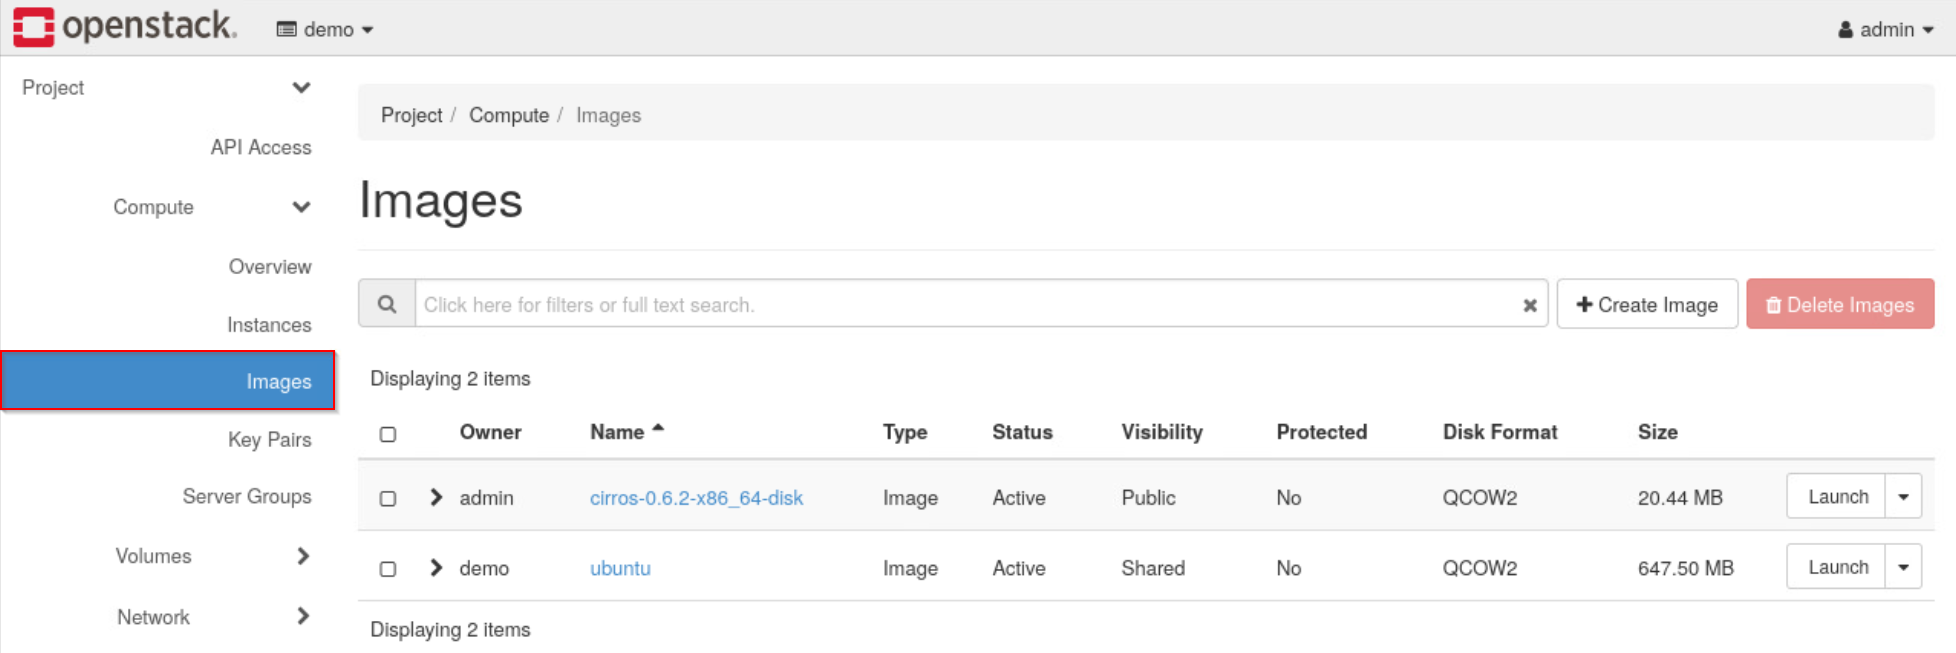 openstack. demo admin
Project
API Access
Compute
Overview
Instances
Images
Key Pairs
Server Groups
Volumes
Network
Project / Compute / Images
Images
Click here for filters or full text search. Create Image Delete Images
Displaying 2 items
Owner Name Type Status Visibility Protected Disk Format Size
admin cirros-0.6.2-x86_64-disk Image Active Public No QCOW2 20.44 MB Launch
demo ubuntu Image Active Shared No QCOW2 647.50 MB Launch
Displaying 2 items